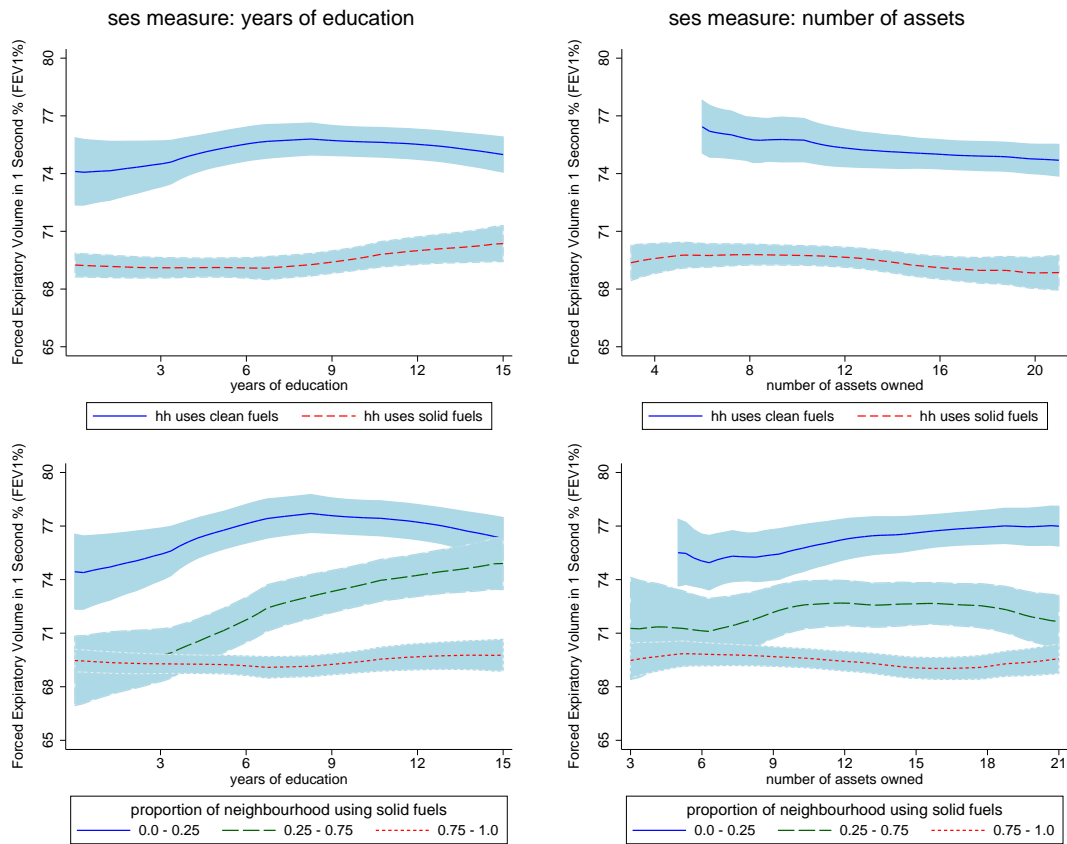 ses measure: years of education
ses measure: number of assets
Forced Expiratory Volume in 1 Second % (FEV1%)
80
77
74
71
68
65
3
6
9
12
15
years of education
hh uses clean fuels
hh uses solid fuels
Forced Expiratory Volume in 1 Second % (FEV1%)
80
77
74
71
68
65
4
8
12
16
20
number of assets owned
hh uses clean fuels
hh uses solid fuels
Forced Expiratory Volume in 1 Second % (FEV1%)
80
77
74
71
68
65
3
6
9
12
15
years of education
proportion of neighbourhood using solid fuels
0.0 - 0.25
0.25 - 0.75
0.75 - 1.0
Forced Expiratory Volume in 1 Second % (FEV1%)
80
77
74
71
68
65
3
6
9
12
15
18
21
number of assets owned
proportion of neighbourhood using solid fuels
0.0 - 0.25
0.25 - 0.75
0.75 - 1.0